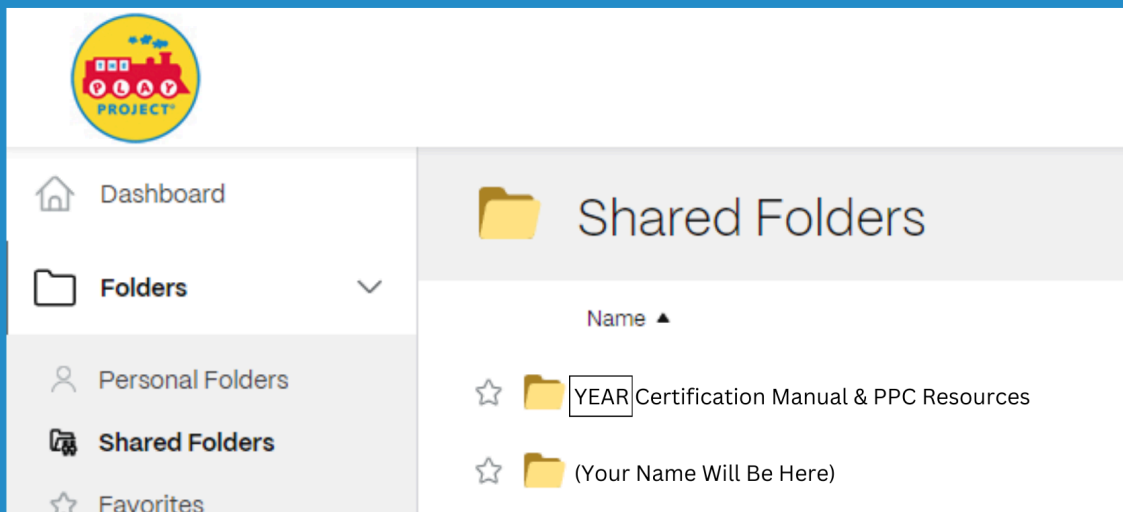 THE
PLAY
PROJECT®
Dashboard
Folders
Personal Folders
Shared Folders
Favorites
Shared Folders
Name ▲
YEAR Certification Manual & PPC Resources
(Your Name Will Be Here)